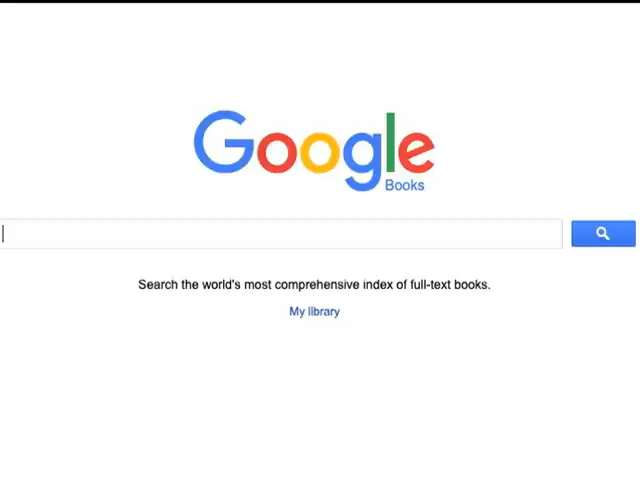 Google
Books
Search the world's most comprehensive index of full-text books.
My library